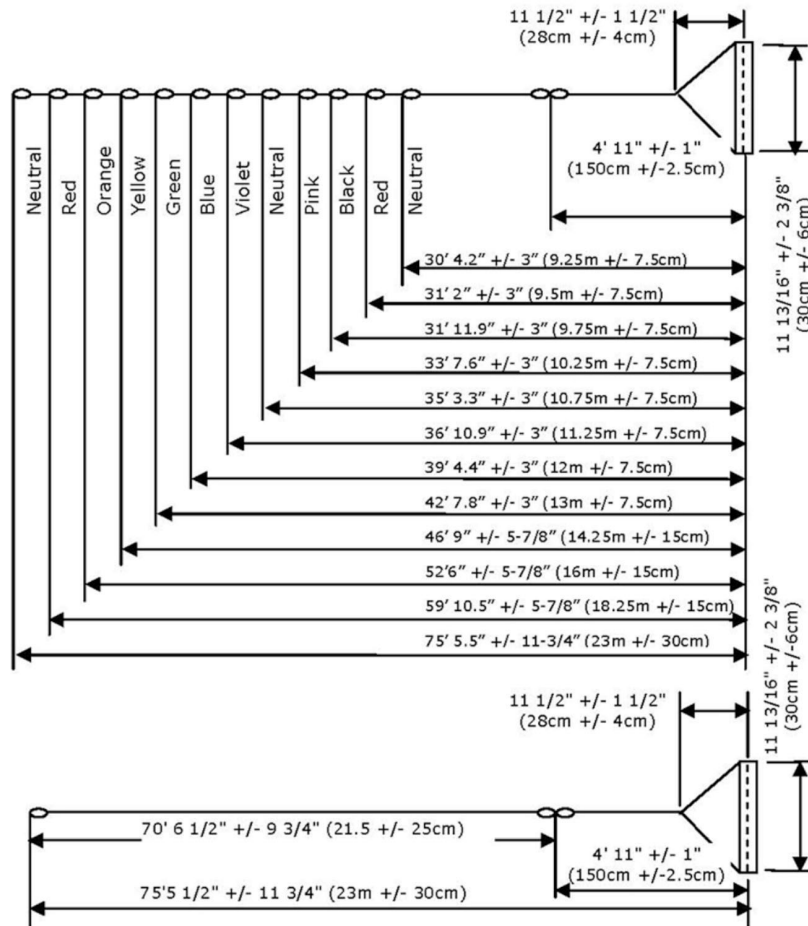 11 1/2" +/- 1 1/2"
(28cm +/- 4cm)
Neutral
Red
Orange
Yellow
Green
Blue
Violet
Neutral
Pink
Black
Red
Neutral
4' 11" +/- 1"
(150cm +/-2.5cm)
11 13/16" +/- 2 3/8"
(30cm +/- 6cm)
30' 4.2" +/- 3" (9.25m +/- 7.5cm)
31' 2" +/- 3" (9.5m +/- 7.5cm)
31' 11.9" +/- 3" (9.75m +/- 7.5cm)
33' 7.6" +/- 3" (10.25m +/- 7.5cm)
35' 3.3" +/- 3" (10.75m +/- 7.5cm)
36' 10.9" +/- 3" (11.25m +/- 7.5cm)
39' 4.4" +/- 3" (12m +/- 7.5cm)
42' 7.8" +/- 3" (13m +/- 7.5cm)
46' 9" +/- 5-7/8" (14.25m +/- 15cm)
52'6" +/- 5-7/8" (16m +/- 15cm)
59' 10.5" +/- 5-7/8" (18.25m +/- 15cm)
75' 5.5" +/- 11-3/4" (23m +/- 30cm)
11 1/2" +/- 1 1/2"
(28cm +/- 4cm)
11 13/16" +/- 2 3/8"
(30cm +/-6cm)
70' 6 1/2" +/- 9 3/4" (21.5 +/- 25cm)
4' 11" +/- 1"
(150cm +/-2.5cm)
75'5 1/2" +/- 11 3/4" (23m +/- 30cm)